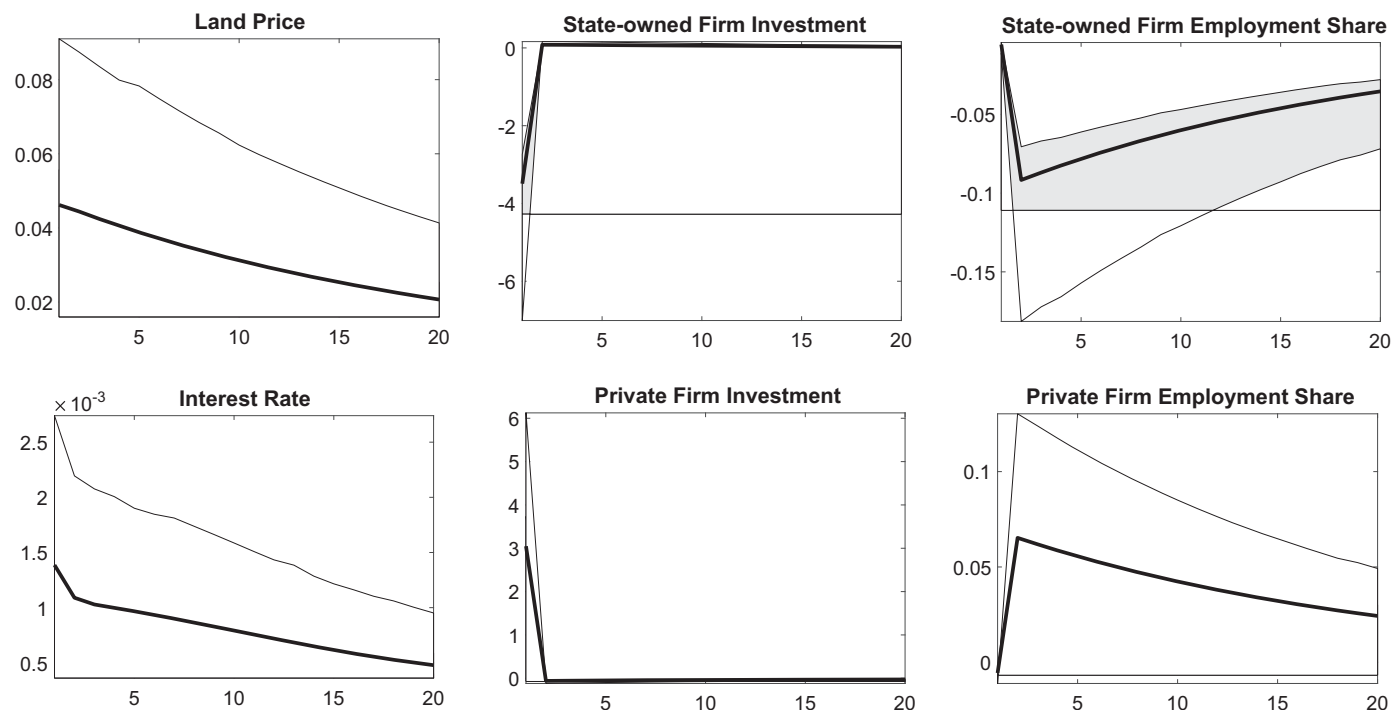 Land Price
0.08
0.06
0.04
0.02
5 10 15 20
State-owned Firm Investment
0
-2
-4
-6
5 10 15 20
State-owned Firm Employment Share
-0.05
-0.1
-0.15
5 10 15 20
Interest Rate
× 10-3
2.5
2
1.5
1
0.5
5 10 15 20
Private Firm Investment
6
5
4
3
2
1
0
5 10 15 20
Private Firm Employment Share
0.1
0.05
0
5 10 15 20